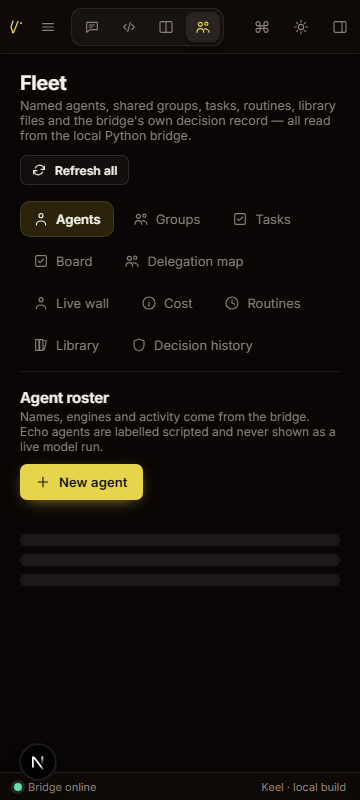 Fleet
Named agents, shared groups, tasks, routines, library
files and the bridge's own decision record — all read
from the local Python bridge.
Refresh all
Agents
Groups
Tasks
Board
Delegation map
Live wall
Cost
Routines
Library
Decision history
Agent roster
Names, engines and activity come from the bridge.
Echo agents are labelled scripted and never shown as a
live model run.
New agent
N
Bridge online
Keel · local build